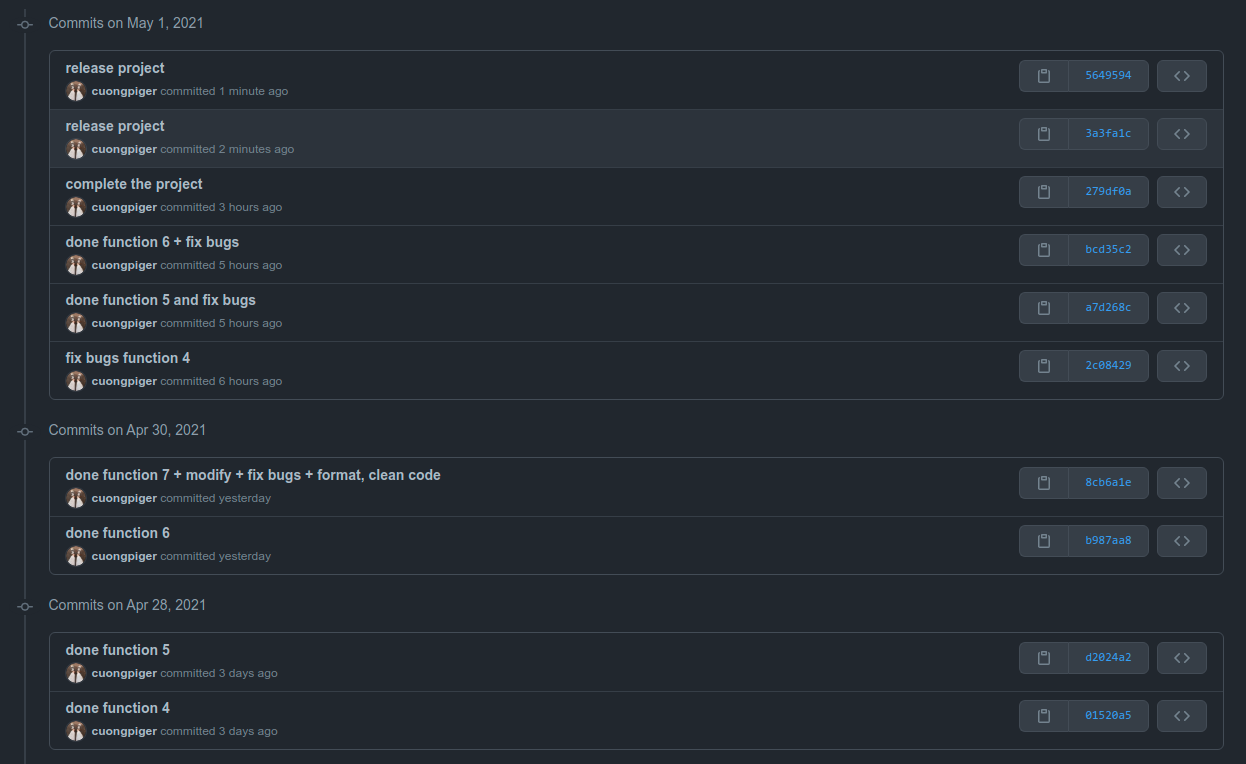 Commits on May 1, 2021
release project
5649594
cuongpiger committed 1 minute ago
release project
3a3fa1c
cuongpiger committed 2 minutes ago
complete the project
279df0a
cuongpiger committed 3 hours ago
done function 6 + fix bugs
bcd35c2
cuongpiger committed 5 hours ago
done function 5 and fix bugs
a7d268c
cuongpiger committed 5 hours ago
fix bugs function 4
2c08429
cuongpiger committed 6 hours ago
Commits on Apr 30, 2021
done function 7 + modify + fix bugs + format, clean code
8cb6a1e
cuongpiger committed yesterday
done function 6
b987aa8
cuongpiger committed yesterday
Commits on Apr 28, 2021
done function 5
d2024a2
cuongpiger committed 3 days ago
done function 4
01520a5
cuongpiger committed 3 days ago